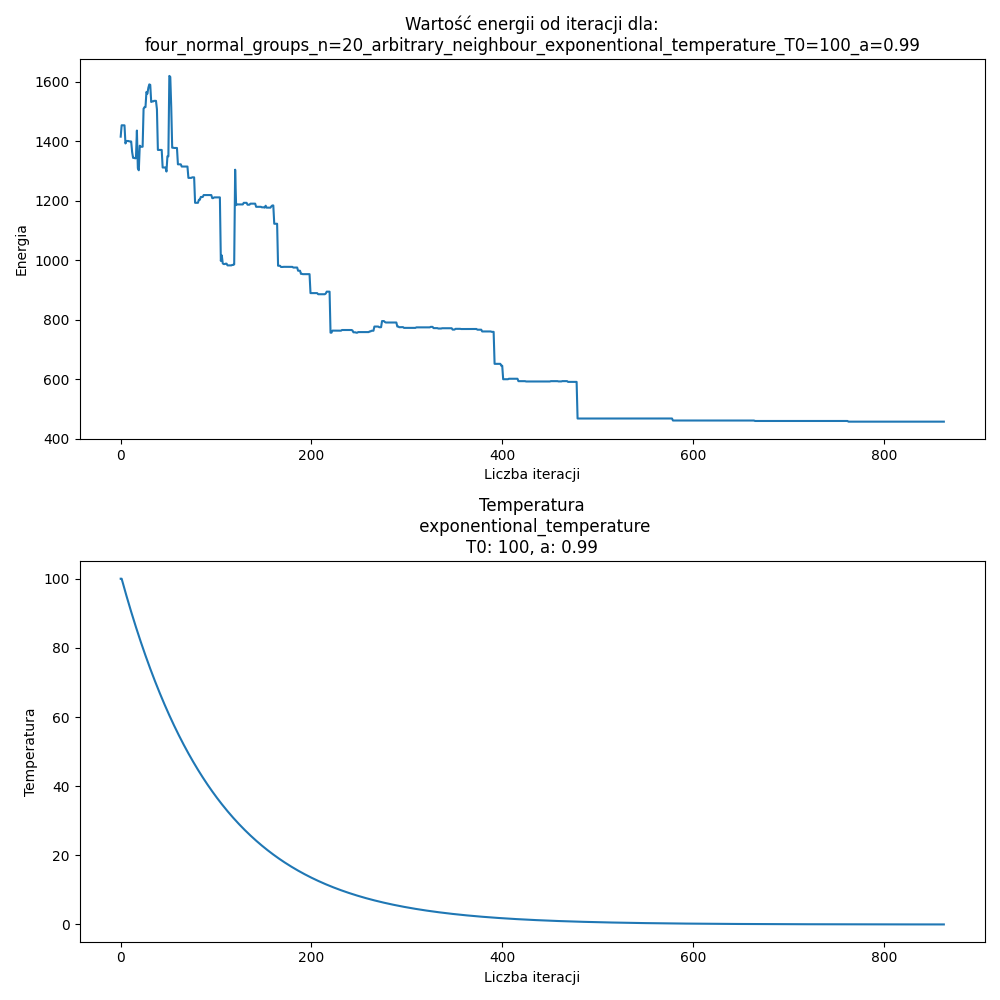 Wartość energii od iteracji dla:
four_normal_groups_n=20_arbitrary_neighbour_exponentional_temperature_T0=100_a=0.99
1600
1400
1200
1000
800
600
400
Energia
0 200 400 600 800
Liczba iteracji
Temperatura
exponentional_temperature
T0: 100, a: 0.99
100
80
60
40
20
0
Temperatura
0 200 400 600 800
Liczba iteracji